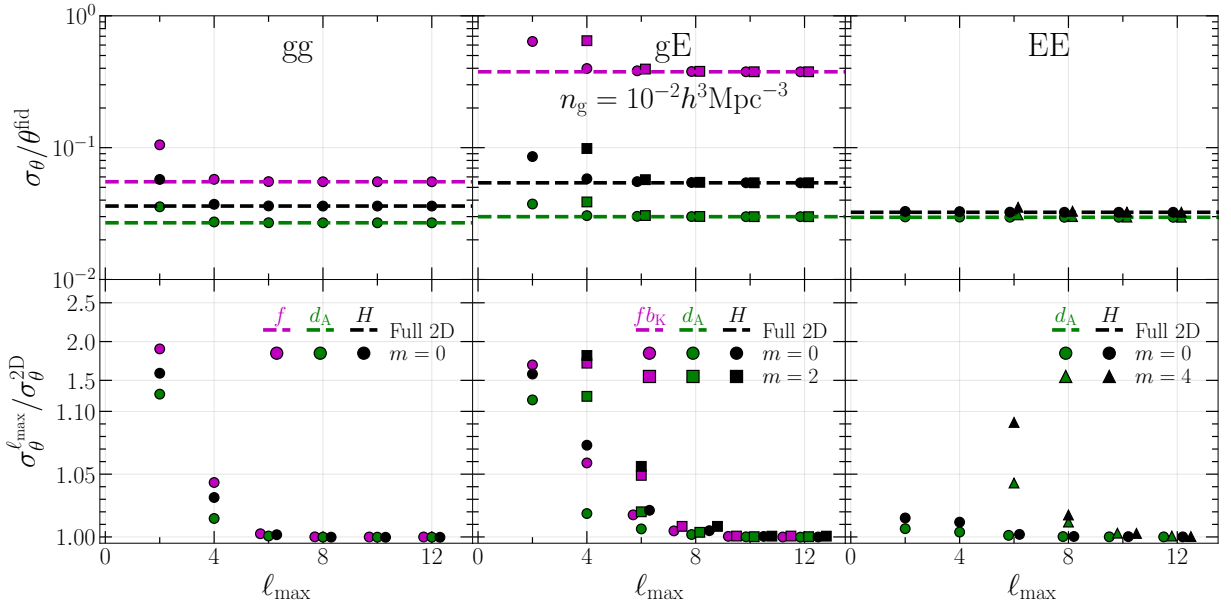 gg gE EE
n_g = 10^{-2} h^3 Mpc^{-3}
σ_θ/θ^{fid}
10^0
10^{-1}
10^{-2}
f d_A H
Full 2D
m = 0
fb_K d_A H
Full 2D
m = 0
m = 2
d_A H
Full 2D
m = 0
m = 4
σ_θ^{ℓ_max}/σ_θ^{2D}
2.5
2.0
1.5
1.10
1.05
1.00
0 4 8 12 0 4 8 12 0 4 8 12
ℓ_max ℓ_max ℓ_max